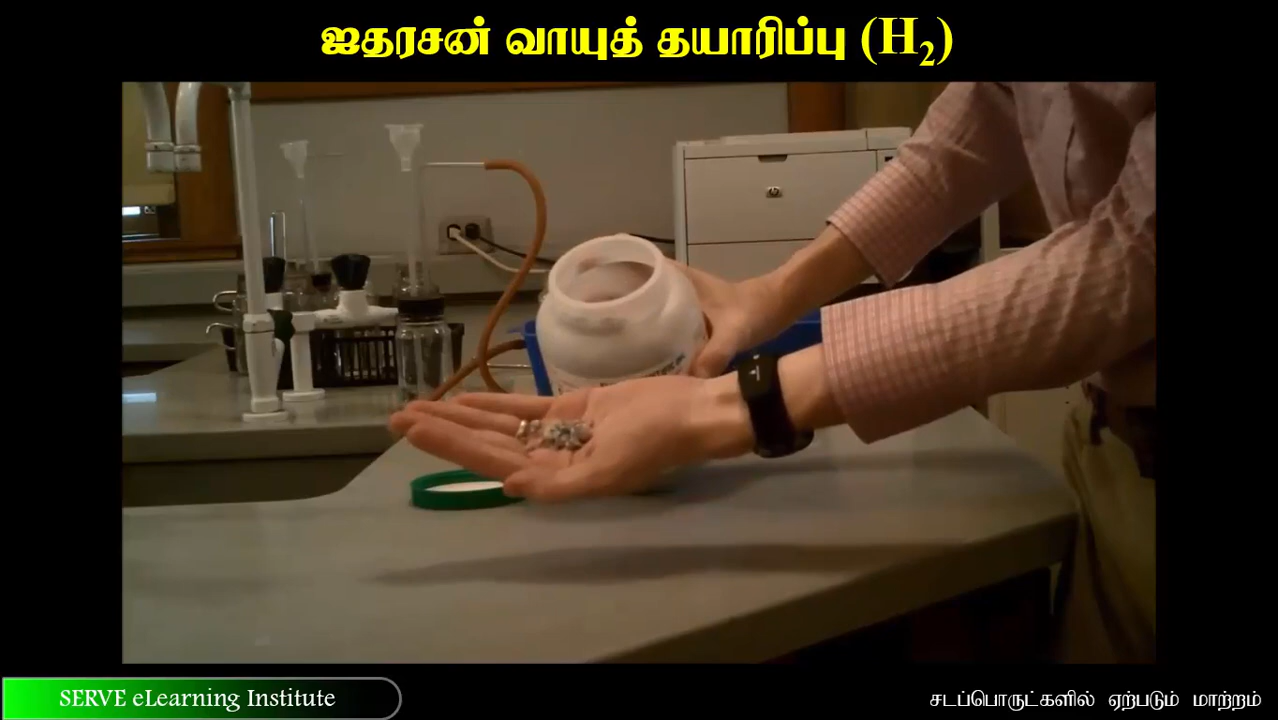 ஐதரசன் வாயுத் தயாரிப்பு (H₂)
SERVE eLearning Institute
சடப்பொருட்களில் ஏற்படும் மாற்றம்